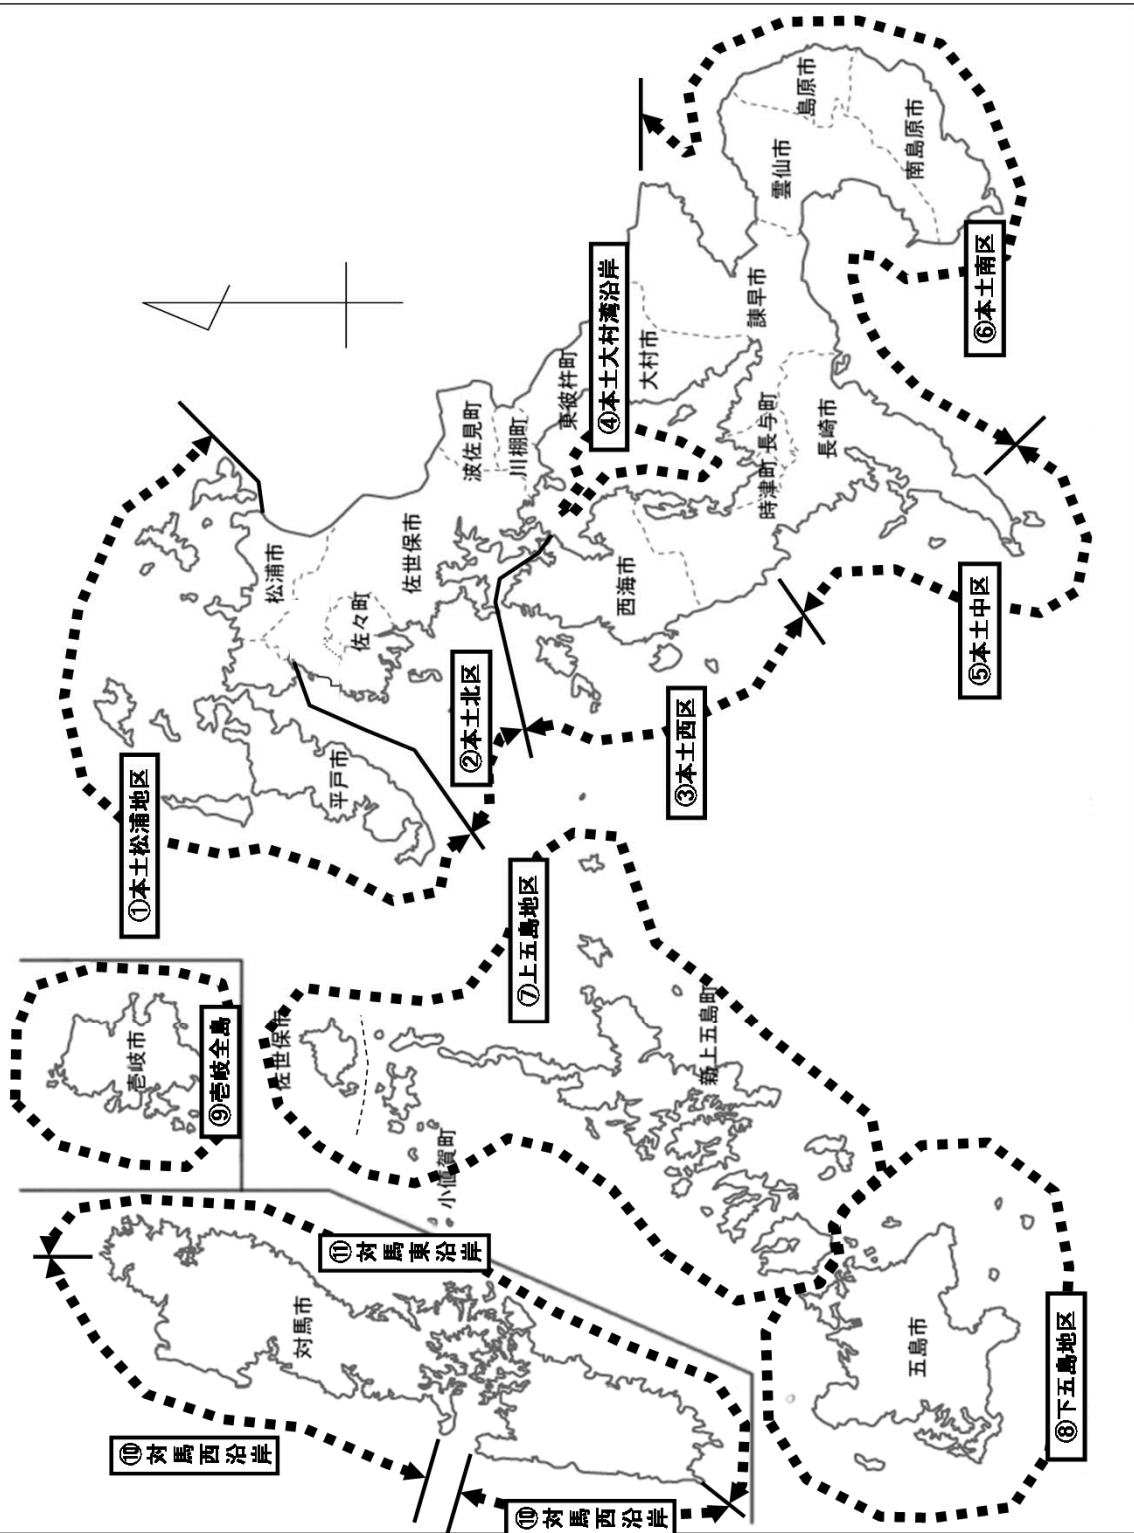 ⑩対馬西沿岸
⑩対馬西沿岸
⑪対馬東沿岸
対馬市
⑨壱岐全島
壱岐市
①本土松浦地区
平戸市
松浦市
佐々町
佐世保市
②本土北区
波佐見町
川棚町
東彼杵町
④本土大村湾沿岸
大村市
諫早市
長与町
時津町
長崎市
西海市
③本土西区
⑤本土中区
⑥本土南区
雲仙市
島原市
南島原市
⑦上五島地区
佐世保市
小値賀町
新上五島町
⑧下五島地区
五島市